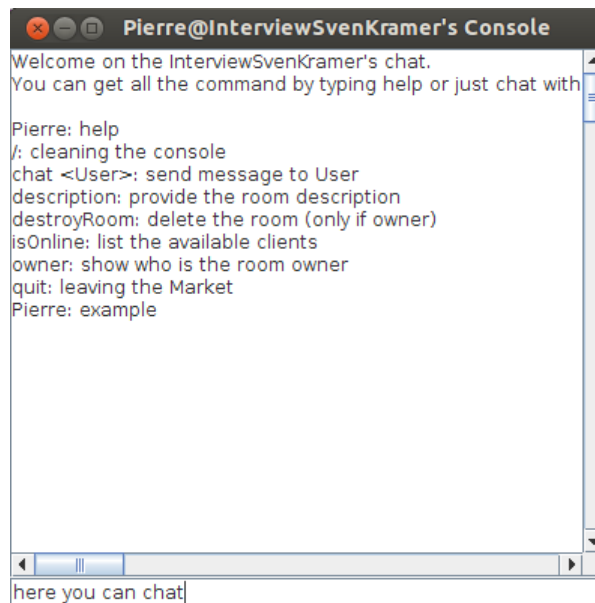 Pierre@InterviewSvenKramer's Console
Welcome on the InterviewSvenKramer's chat.
You can get all the command by typing help or just chat with
Pierre: help
/: cleaning the console
chat <User>: send message to User
description: provide the room description
destroyRoom: delete the room (only if owner)
isOnline: list the available clients
owner: show who is the room owner
quit: leaving the Market
Pierre: example
here you can chat